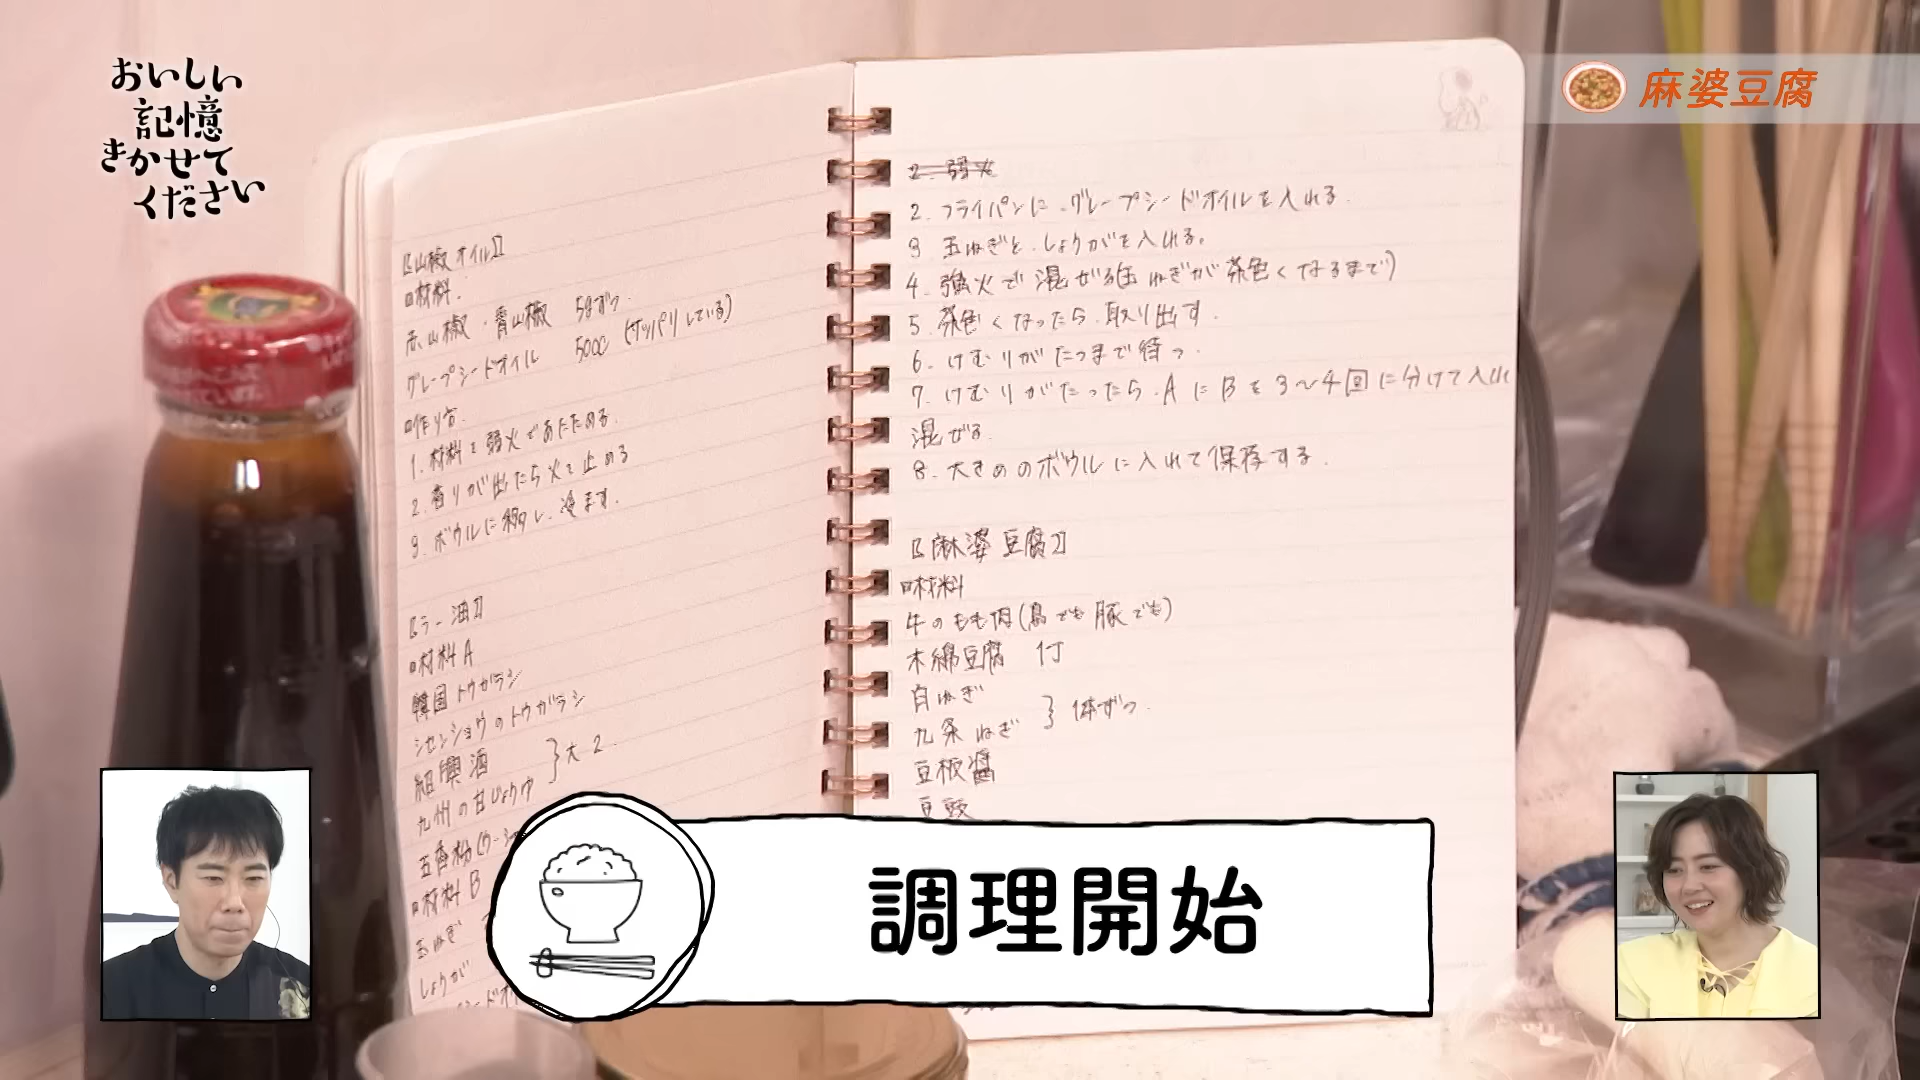 おいしい
記憶
きかせて
ください
麻婆豆腐
【山椒オイル】
□材料.
赤山椒・青山椒 5gずつ.
グレープシードオイル 500c(サッパリしている)
□作り方.
1. 材料を弱火であたためる.
2. 香りが出たら火を止める
3. ボウルに移し、冷ます.
【ラー油】
□材料A
韓国トウガラシ
シセンショウのトウガラシ
紹興酒
九州の甘じょうゆ } 大2.
五香粉(ウー
□材料B
玉ねぎ
しょうが
2. 弱火
2. フライパンに、グレープシードオイルを入れる.
3 玉ねぎと、しょうがを入れる。
4. 強火で混ぜる(玉ねぎが茶色くなるまで)
5. 茶色くなったら、取り出す.
6. けむりがたつまで待つ.
7. けむりがたったら、AにBを3〜4回に分けて入れ
混ぜる.
8. 大きめのボウルに入れて保存する.
【麻婆豆腐】
□材料
牛のもも肉(鳥でも豚でも)
木綿豆腐 1丁
白ねぎ
九条ねぎ } 1本ずつ.
豆板醤
豆豉
調理開始